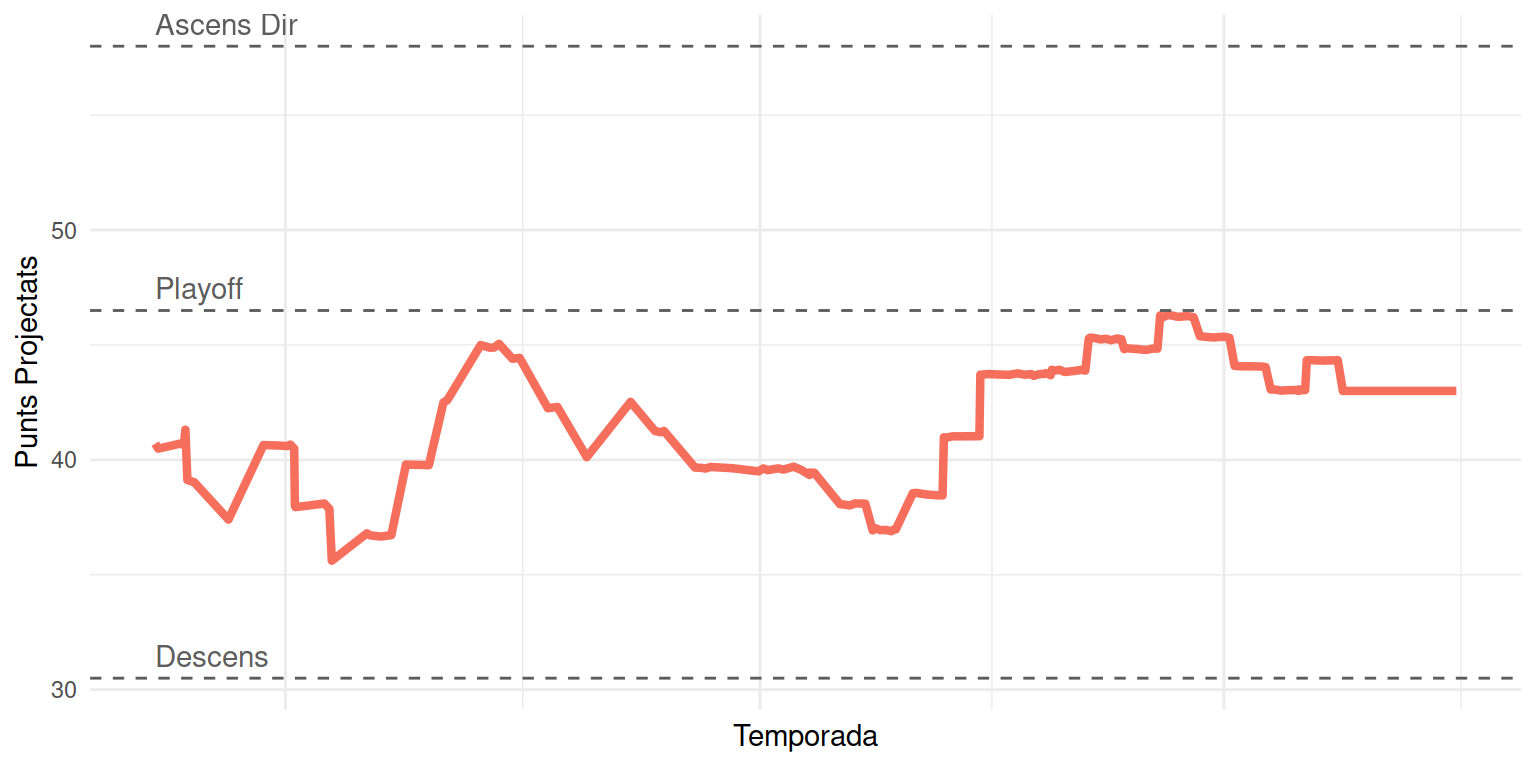 Ascens Dir
50
Playoff
Punts Projectats
40
Descens
30
Temporada